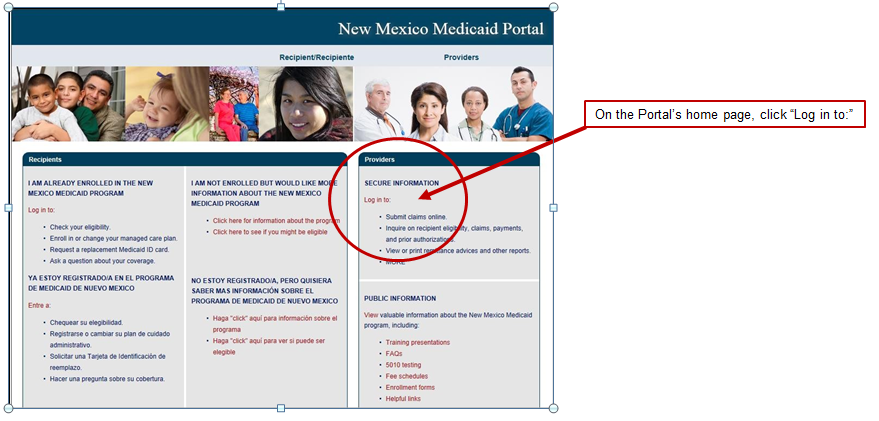 New Mexico Medicaid Portal
Recipient/Recipiente
Providers
On the Portal's home page, click “Log in to:”
Recipients
I AM ALREADY ENROLLED IN THE NEW
MEXICO MEDICAID PROGRAM
Log in to:
• Check your eligibility.
• Enroll in or change your managed care plan.
• Request a replacement Medicaid ID card.
• Ask a question about your coverage.
YA ESTOY REGISTRADO/A EN EL PROGRAMA
DE MEDICAID DE NUEVO MEXICO
Entre a:
• Chequear su elegibilidad.
• Registrarse o cambiar su plan de cuidado
administrativo.
• Solicitar una Tarjeta de Identificación de
reemplazo.
• Hacer una pregunta sobre su cobertura.
I AM NOT ENROLLED BUT WOULD LIKE MORE
INFORMATION ABOUT THE NEW MEXICO
MEDICAID PROGRAM
• Click here for information about the program
• Click here to see if you might be eligible
NO ESTOY REGISTRADO/A, PERO QUISIERA
SABER MAS INFORMACIÓN SOBRE EL
PROGRAMA DE MEDICAID DE NUEVO MEXICO
• Haga "click" aquí para información sobre el
programa
• Haga "click" aquí para ver si puede ser
elegible
Providers
SECURE INFORMATION
Log in to:
• Submit claims online.
• Inquire on recipient eligibility, claims, payments,
and prior authorizations.
• View or print remittance advices and other reports.
• MORE
PUBLIC INFORMATION
View valuable information about the New Mexico Medicaid
program, including:
• Training presentations
• FAQs
• 5010 testing
• Fee schedules
• Enrollment forms
• Helpful links